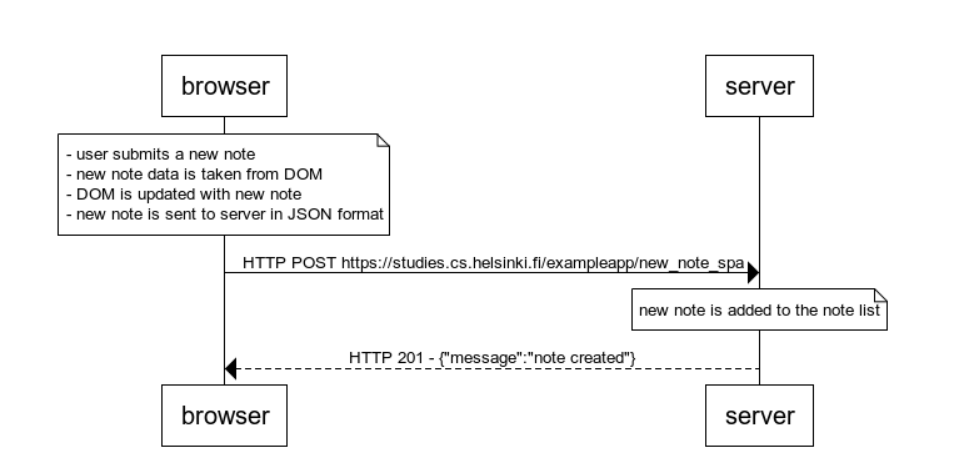 browser
server
- user submits a new note
- new note data is taken from DOM
- DOM is updated with new note
- new note is sent to server in JSON format
HTTP POST https://studies.cs.helsinki.fi/exampleapp/new_note_spa
new note is added to the note list
HTTP 201 - {"message":"note created"}
browser
server